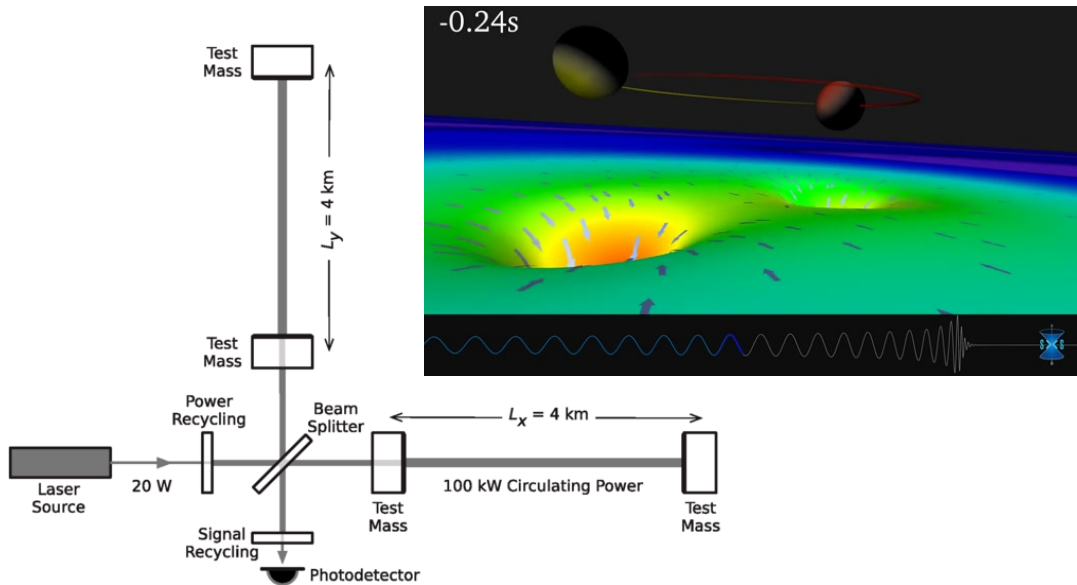 -0.24s
Test
Mass
L_y = 4 km
Test
Mass
Power
Recycling
Beam
Splitter
L_x = 4 km
Laser
Source
20 W
100 kW Circulating Power
Test
Mass
Test
Mass
Signal
Recycling
Photodetector
S X S